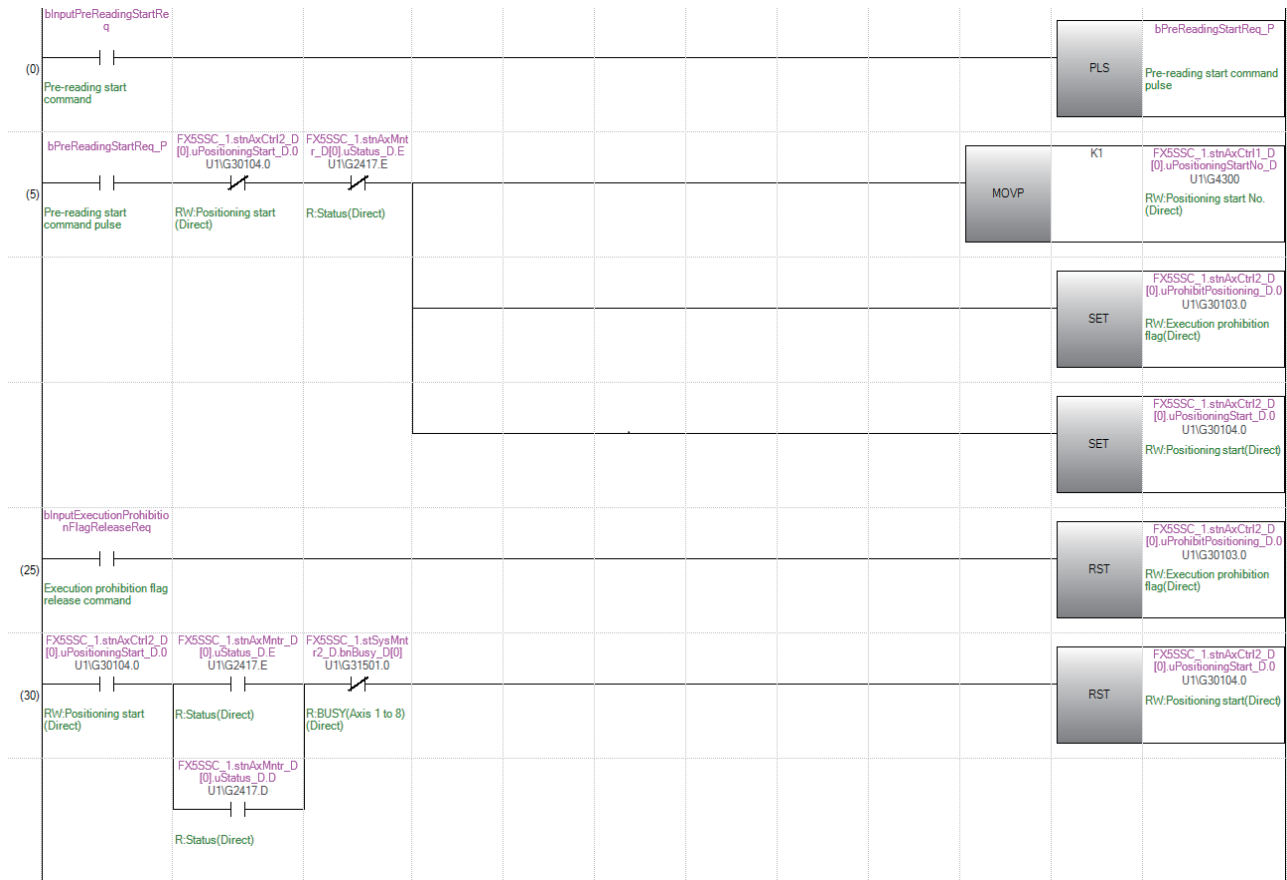 bInputPreReadingStartRe
q
(0)
Pre-reading start
command
PLS
bPreReadingStartReq_P
Pre-reading start command
pulse
bPreReadingStartReq_P
FX5SSC_1.stnAxCtrl2_D
[0].uPositioningStart_D.0
U1\G30104.0
FX5SSC_1.stnAxMnt
r_D[0].uStatus_D.E
U1\G2417.E
(5)
Pre-reading start
command pulse
RW:Positioning start
(Direct)
R:Status(Direct)
MOVP
K1
FX5SSC_1.stnAxCtrl1_D
[0].uPositioningStartNo_D
U1\G4300
RW:Positioning start No.
(Direct)
SET
FX5SSC_1.stnAxCtrl2_D
[0].uProhibitPositioning_D.0
U1\G30103.0
RW:Execution prohibition
flag(Direct)
SET
FX5SSC_1.stnAxCtrl2_D
[0].uPositioningStart_D.0
U1\G30104.0
RW:Positioning start(Direct)
bInputExecutionProhibitio
nFlagReleaseReq
(25)
Execution prohibition flag
release command
RST
FX5SSC_1.stnAxCtrl2_D
[0].uProhibitPositioning_D.0
U1\G30103.0
RW:Execution prohibition
flag(Direct)
FX5SSC_1.stnAxCtrl2_D
[0].uPositioningStart_D.0
U1\G30104.0
FX5SSC_1.stnAxMntr_D
[0].uStatus_D.E
U1\G2417.E
FX5SSC_1.stSysMnt
r2_D.bnBusy_D[0]
U1\G31501.0
(30)
RW:Positioning start
(Direct)
R:Status(Direct)
R:BUSY(Axis 1 to 8)
(Direct)
RST
FX5SSC_1.stnAxCtrl2_D
[0].uPositioningStart_D.0
U1\G30104.0
RW:Positioning start(Direct)
FX5SSC_1.stnAxMntr_D
[0].uStatus_D.D
U1\G2417.D
R:Status(Direct)